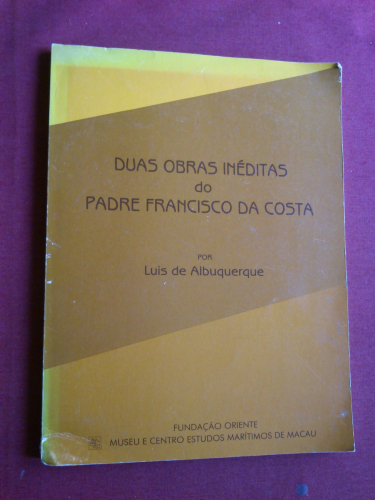 DUAS OBRAS INÉDITAS
do
PADRE FRANCISCO DA COSTA
POR
Luis de Albuquerque
FUNDAÇÃO ORIENTE
MUSEU E CENTRO ESTUDOS MARÍTIMOS DE MACAU